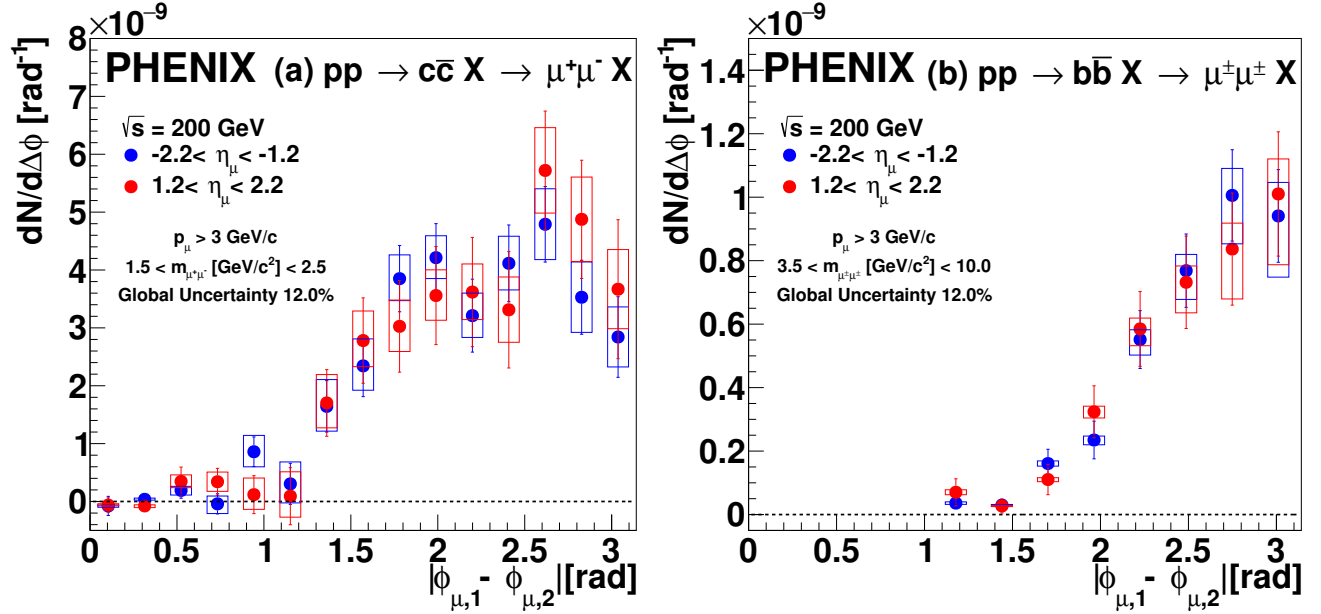 ×10⁻⁹
PHENIX (a) pp → cc̅ X → μ⁺μ⁻ X
√s = 200 GeV
-2.2< η_μ < -1.2
1.2< η_μ < 2.2
p_μ > 3 GeV/c
1.5 < m_μ⁺μ⁻ [GeV/c²] < 2.5
Global Uncertainty 12.0%
dN/dΔϕ [rad⁻¹]
8
7
6
5
4
3
2
1
0
0 0.5 1 1.5 2 2.5 3
|ϕ_μ,1 - ϕ_μ,2|[rad]
×10⁻⁹
PHENIX (b) pp → bb̅ X → μ^±μ^± X
√s = 200 GeV
-2.2< η_μ < -1.2
1.2< η_μ < 2.2
p_μ > 3 GeV/c
3.5 < m_μ^±μ^± [GeV/c²] < 10.0
Global Uncertainty 12.0%
dN/dΔϕ [rad⁻¹]
1.4
1.2
1
0.8
0.6
0.4
0.2
0
0 0.5 1 1.5 2 2.5 3
|ϕ_μ,1 - ϕ_μ,2|[rad]